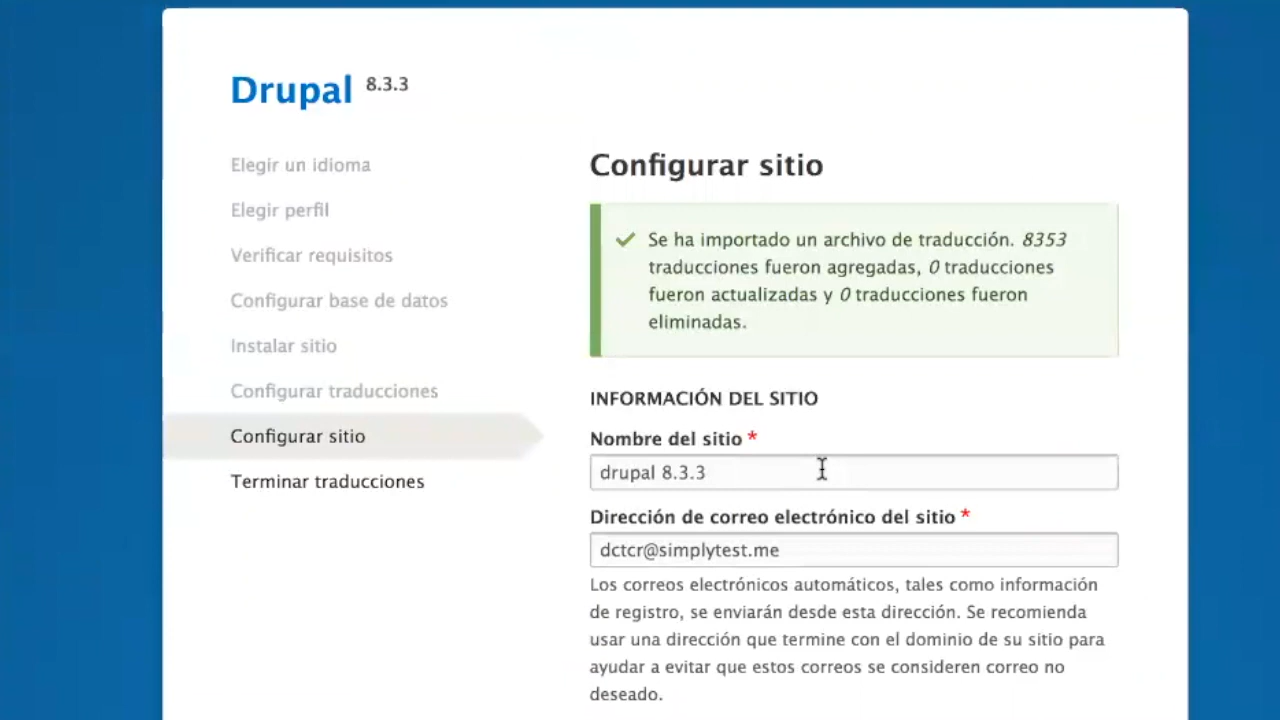 Drupal 8.3.3
Elegir un idioma
Elegir perfil
Verificar requisitos
Configurar base de datos
Instalar sitio
Configurar traducciones
Configurar sitio
Terminar traducciones
Configurar sitio
Se ha importado un archivo de traducción. 8353
traducciones fueron agregadas, 0 traducciones
fueron actualizadas y 0 traducciones fueron
eliminadas.
INFORMACIÓN DEL SITIO
Nombre del sitio *
drupal 8.3.3
Dirección de correo electrónico del sitio *
dctcr@simplytest.me
Los correos electrónicos automáticos, tales como información
de registro, se enviarán desde esta dirección. Se recomienda
usar una dirección que termine con el dominio de su sitio para
ayudar a evitar que estos correos se consideren correo no
deseado.